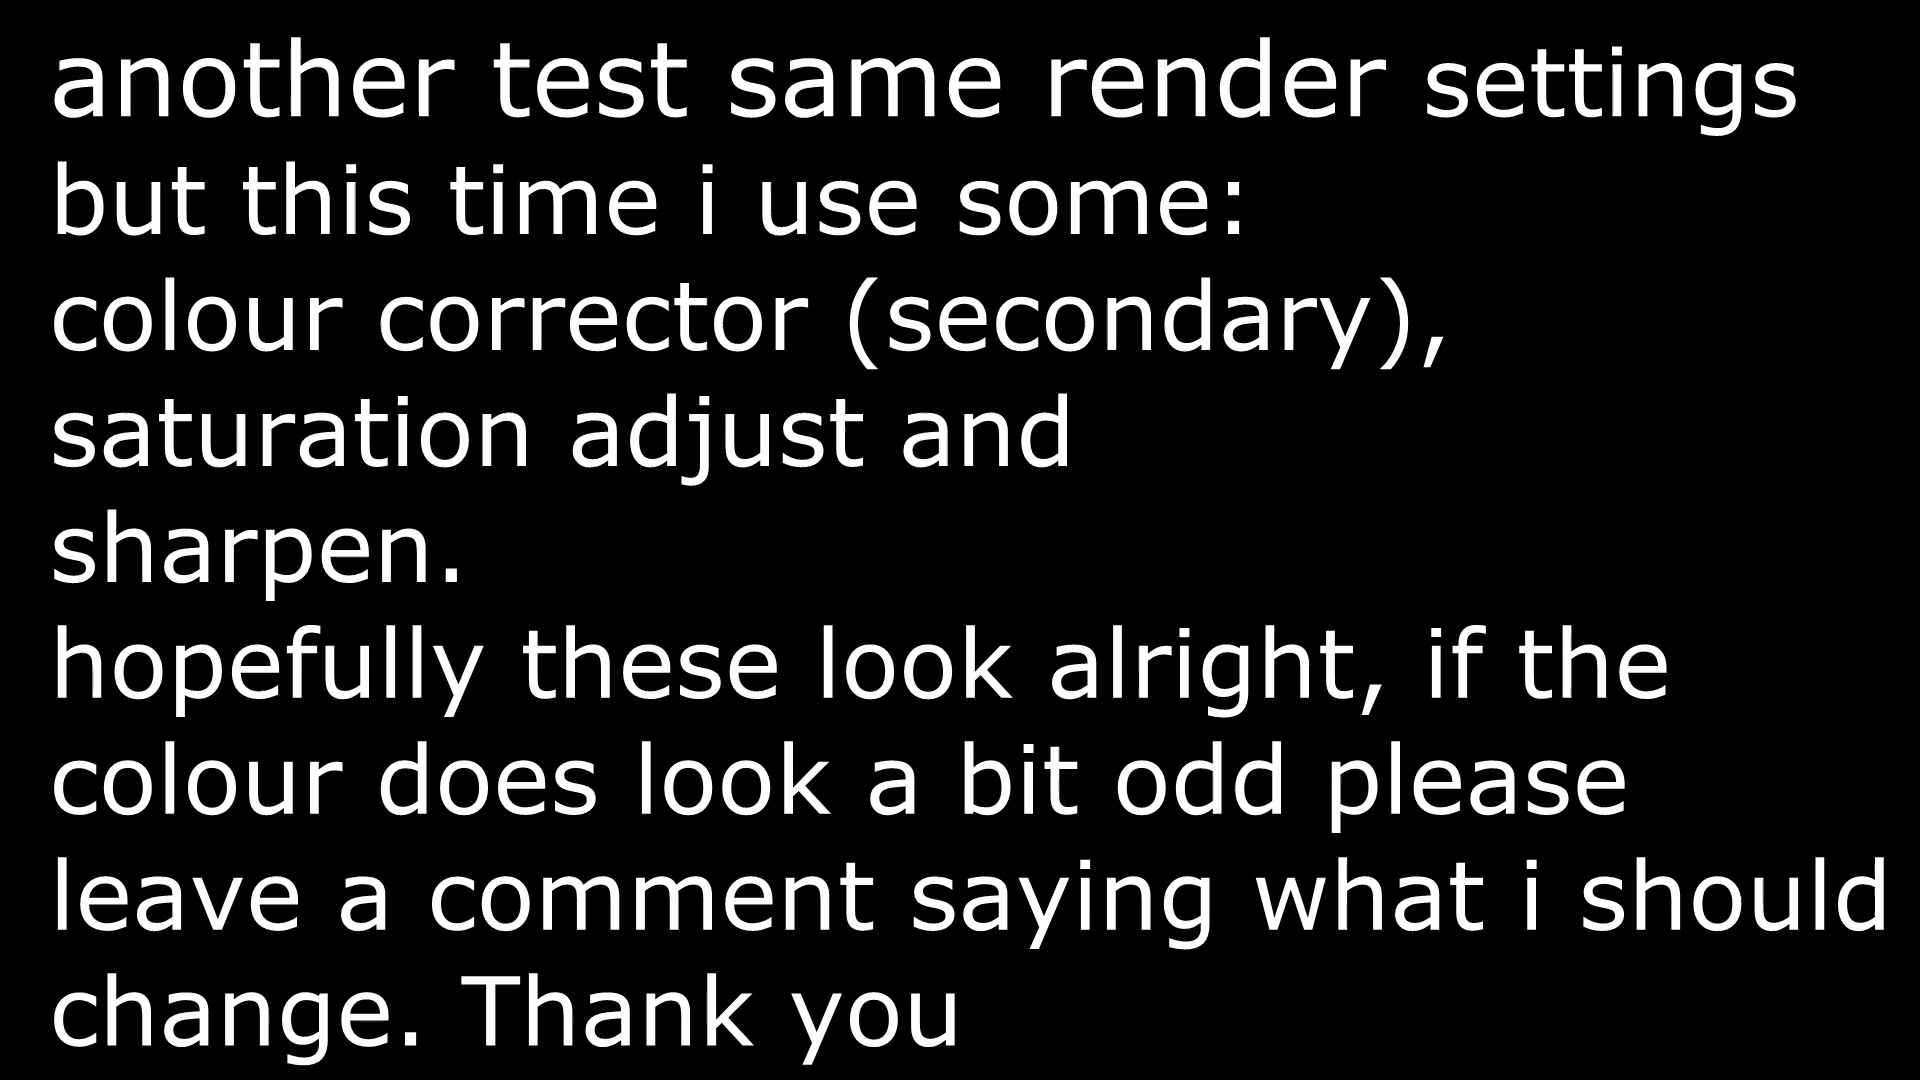 another test same render settings
but this time i use some:
colour corrector (secondary),
saturation adjust and
sharpen.
hopefully these look alright, if the
colour does look a bit odd please
leave a comment saying what i should
change. Thank you